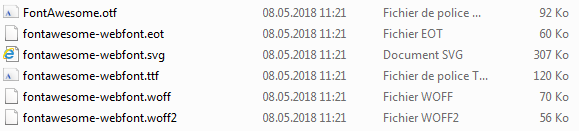 FontAwesome.otf 08.05.2018 11:21 Fichier de police ... 92 Ko
fontawesome-webfont.eot 08.05.2018 11:21 Fichier EOT 60 Ko
fontawesome-webfont.svg 08.05.2018 11:21 Document SVG 307 Ko
fontawesome-webfont.ttf 08.05.2018 11:21 Fichier de police T... 120 Ko
fontawesome-webfont.woff 08.05.2018 11:21 Fichier WOFF 70 Ko
fontawesome-webfont.woff2 08.05.2018 11:21 Fichier WOFF2 56 Ko